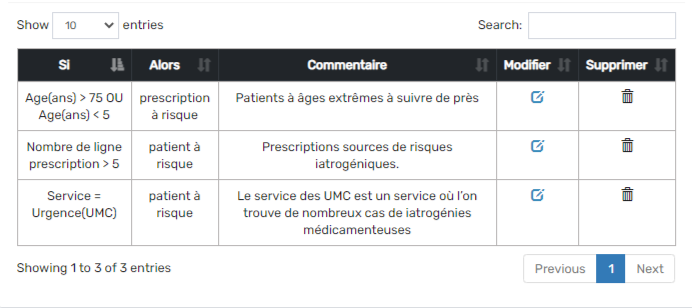 Show 10 entries Search:
Si Alors Commentaire Modifier Supprimer
Age(ans) > 75 OU prescription Patients à âges extrêmes à suivre de près
Age(ans) < 5 à risque
Nombre de ligne patient à Prescriptions sources de risques
prescription > 5 risque iatrogéniques.
Service = patient à Le service des UMC est un service où l'on
Urgence(UMC) risque trouve de nombreux cas de iatrogénies
médicamenteuses
Showing 1 to 3 of 3 entries Previous 1 Next